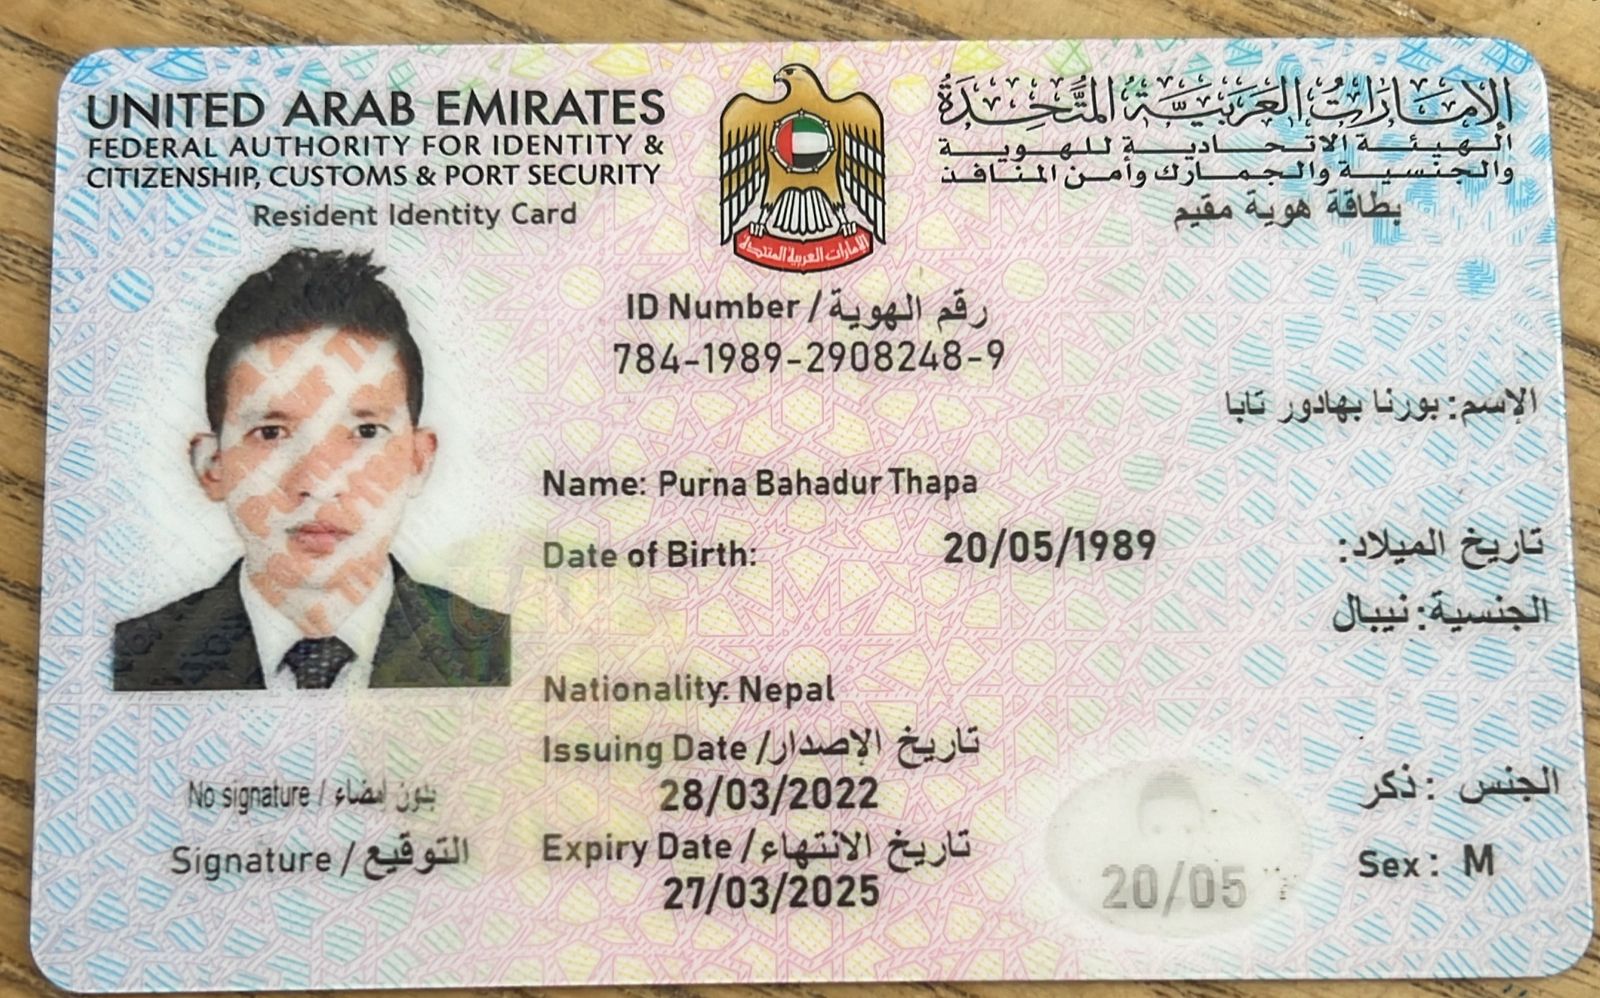 UNITED ARAB EMIRATES
FEDERAL AUTHORITY FOR IDENTITY &
CITIZENSHIP, CUSTOMS & PORT SECURITY
Resident Identity Card
الإمارات العربية المتحدة
الهيئة الاتحادية للهوية
والجنسية والجمارك وأمن المنافذ
بطاقة هوية مقيم
الإمارات العربية المتحدة
ID Number / رقم الهوية
784-1989-2908248-9
الإسم: بورنا بهادور تابا
Name: Purna Bahadur Thapa
Date of Birth: 20/05/1989 تاريخ الميلاد:
الجنسية: نيبال
Nationality: Nepal
Issuing Date / تاريخ الإصدار
28/03/2022
Expiry Date / تاريخ الانتهاء
27/03/2025
No signature / بدون امضاء
Signature / التوقيع
الجنس : ذكر
Sex : M
20/05